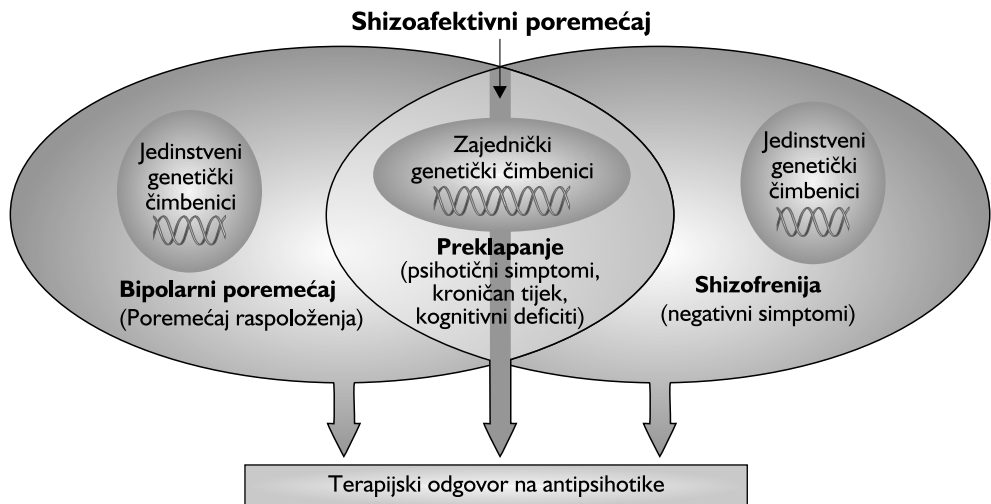 Shizoafektivni poremećaj
Jedinstveni
genetički
čimbenici
Bipolarni poremećaj
(Poremećaj raspoloženja)
Zajednički
genetički čimbenici
Preklapanje
(psihotični simptomi,
kroničan tijek,
kognitivni deficiti)
Jedinstveni
genetički
čimbenici
Shizofrenija
(negativni simptomi)
Terapijski odgovor na antipsihotike